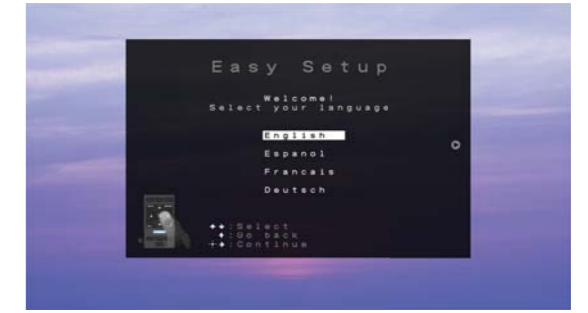 Easy Setup
Welcome!
Select your language
English
Espanol
Francais
Deutsch
:Select
:Go back
:Continue